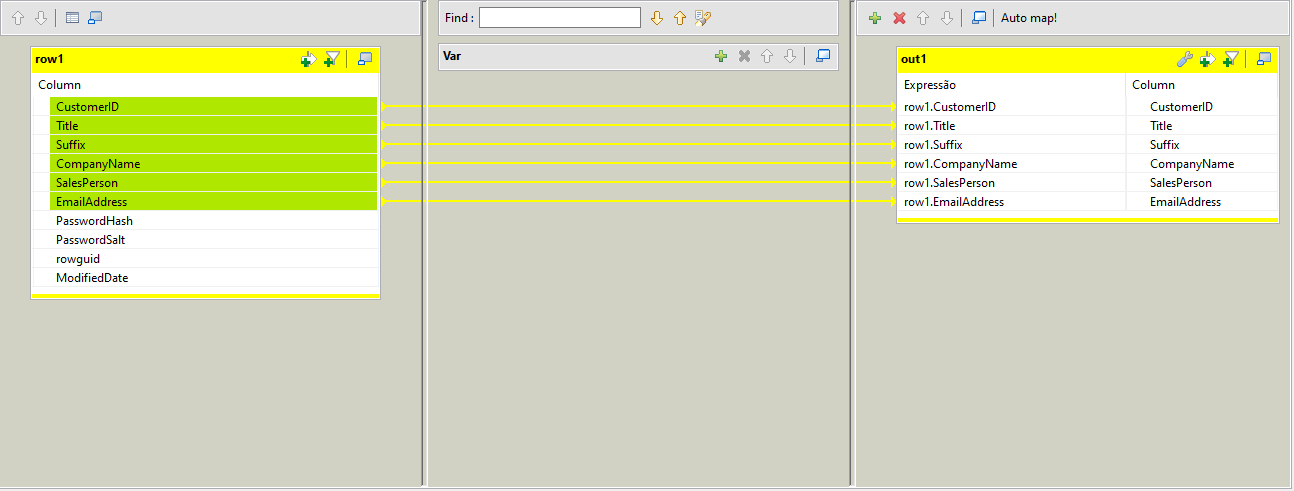 Find :
Auto map!
row1
Column
CustomerID
Title
Suffix
CompanyName
SalesPerson
EmailAddress
PasswordHash
PasswordSalt
rowguid
ModifiedDate
Var
out1
Expressão Column
row1.CustomerID CustomerID
row1.Title Title
row1.Suffix Suffix
row1.CompanyName CompanyName
row1.SalesPerson SalesPerson
row1.EmailAddress EmailAddress